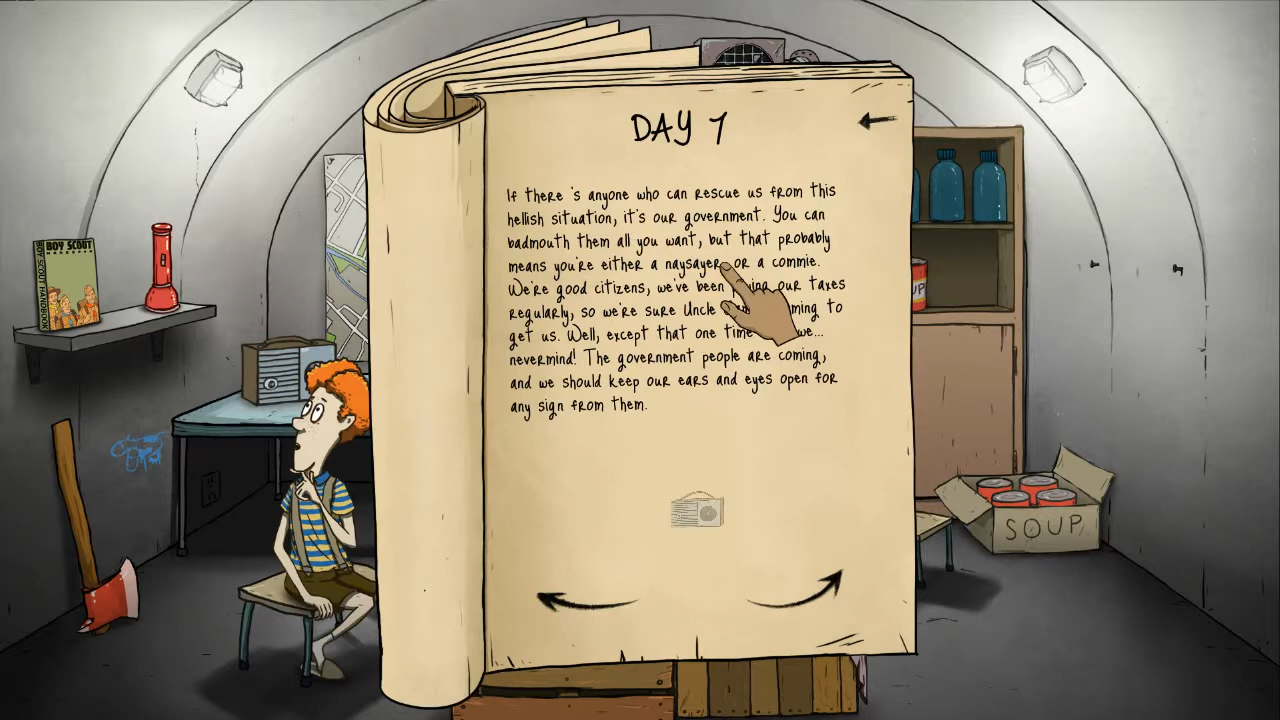 DAY 7
If there 's anyone who can rescue us from this
hellish situation, it's our government. You can
badmouth them all you want, but that probably
means you're either a naysayer or a commie.
We're good citizens, we've been our taxes
regularly, so we're sure Uncle to
get us. Well, except that one time we...
nevermind! The government people are coming,
and we should keep our ears and eyes open for
any sign from them.
BOY SCOUT
BOY SCOUT HANDBOOK
UP
SOUP